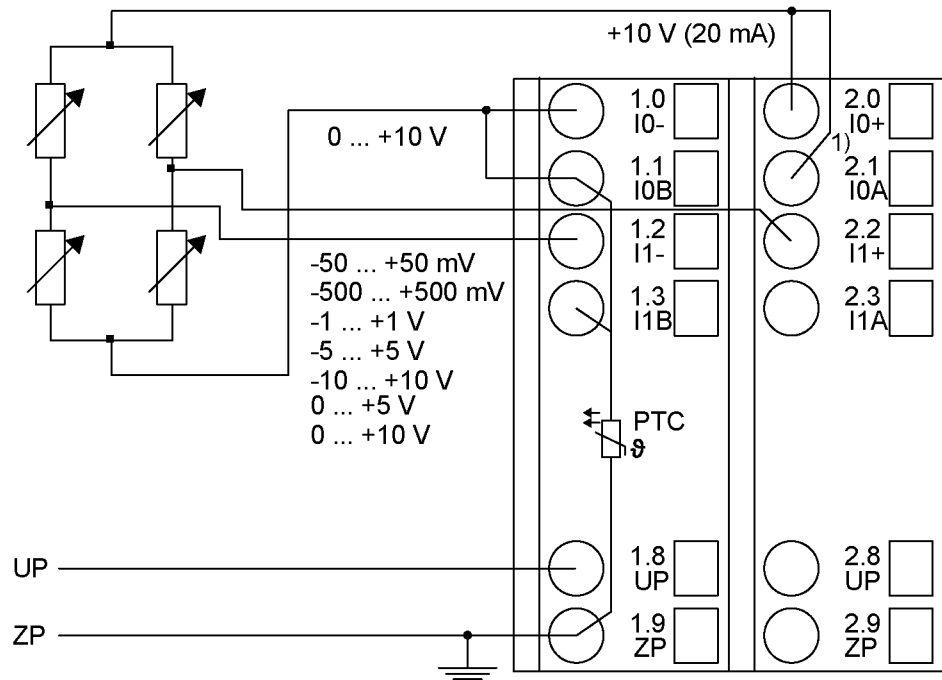 +10 V (20 mA)
0 ... +10 V
1.0
I0-
2.0
I0+
1)
1.1
I0B
2.1
I0A
1.2
I1-
2.2
I1+
-50 ... +50 mV
-500 ... +500 mV
-1 ... +1 V
-5 ... +5 V
-10 ... +10 V
0 ... +5 V
0 ... +10 V
1.3
I1B
2.3
I1A
PTC
ϑ
UP
1.8
UP
2.8
UP
ZP
1.9
ZP
2.9
ZP